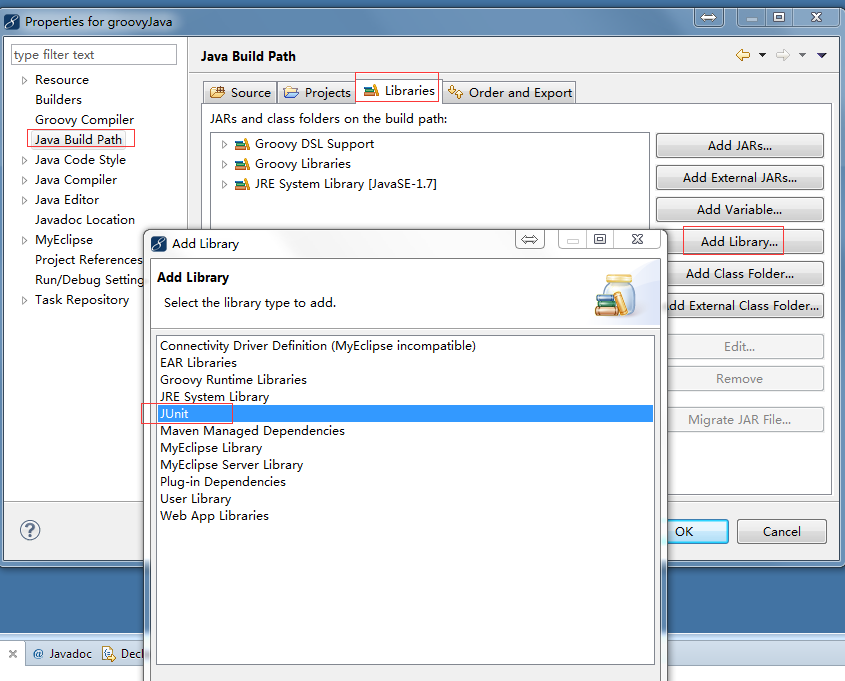 Properties for groovyJava
type filter text
Resource
Builders
Groovy Compiler
Java Build Path
Java Code Style
Java Compiler
Java Editor
Javadoc Location
MyEclipse
Project References
Run/Debug Setting
Task Repository
Java Build Path
Source Projects Libraries Order and Export
JARs and class folders on the build path:
Groovy DSL Support
Groovy Libraries
JRE System Library [JavaSE-1.7]
Add JARs...
Add External JARs...
Add Variable...
Add Library...
Add Class Folder...
dd External Class Folder...
Edit...
Remove
Migrate JAR File...
OK Cancel
Add Library
Add Library
Select the library type to add.
Connectivity Driver Definition (MyEclipse incompatible)
EAR Libraries
Groovy Runtime Libraries
JRE System Library
JUnit
Maven Managed Dependencies
MyEclipse Library
MyEclipse Server Library
Plug-in Dependencies
User Library
Web App Libraries
@ Javadoc Decl